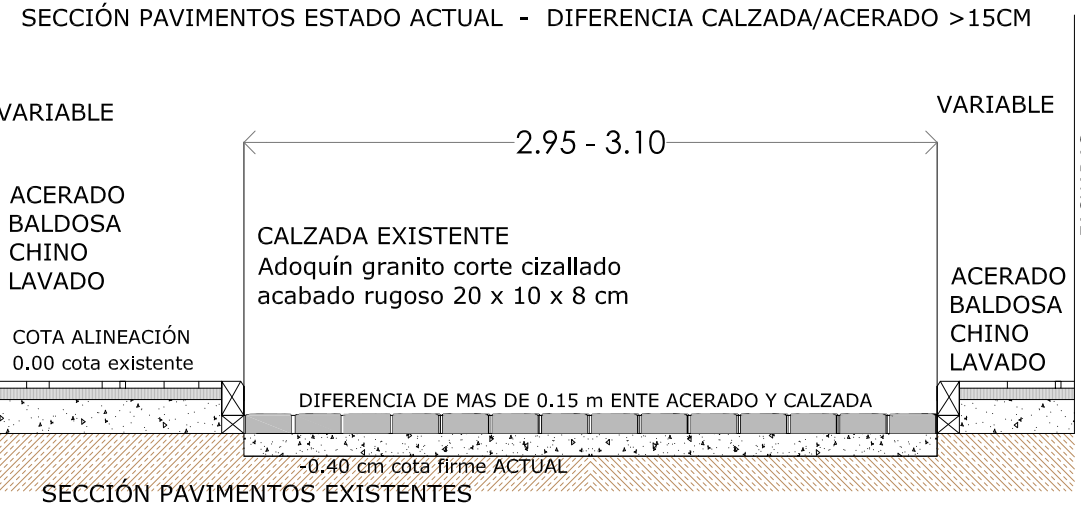 SECCIÓN PAVIMENTOS ESTADO ACTUAL - DIFERENCIA CALZADA/ACERADO >15CM
VARIABLE
VARIABLE
2.95 - 3.10
ACERADO
BALDOSA
CHINO
LAVADO
CALZADA EXISTENTE
Adoquín granito corte cizallado
acabado rugoso 20 x 10 x 8 cm
ACERADO
BALDOSA
CHINO
LAVADO
COTA ALINEACIÓN
0.00 cota existente
DIFERENCIA DE MAS DE 0.15 m ENTE ACERADO Y CALZADA
-0.40 cm cota firme ACTUAL
SECCIÓN PAVIMENTOS EXISTENTES